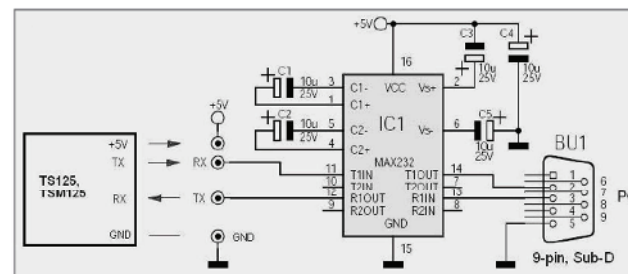 +5V
C3
C4
10u
25V
10u
25V
16
C1
10u
25V
3
1
C1-
C1+
VCC
Vs+
2
+5V
C2
10u
25V
5
4
C2-
C2+
IC1
Vs-
6
C5
10u
25V
MAX232
BU1
+5V
TX
RX
11
T1IN
T1OUT
14
10
T2IN
T2OUT
7
TS125,
TSM125
RX
TX
12
R1OUT
R1IN
13
9
R2OUT
R2IN
8
GND
GND
GND
15
1
2
3
4
5
6
7
8
9
9-pin, Sub-D